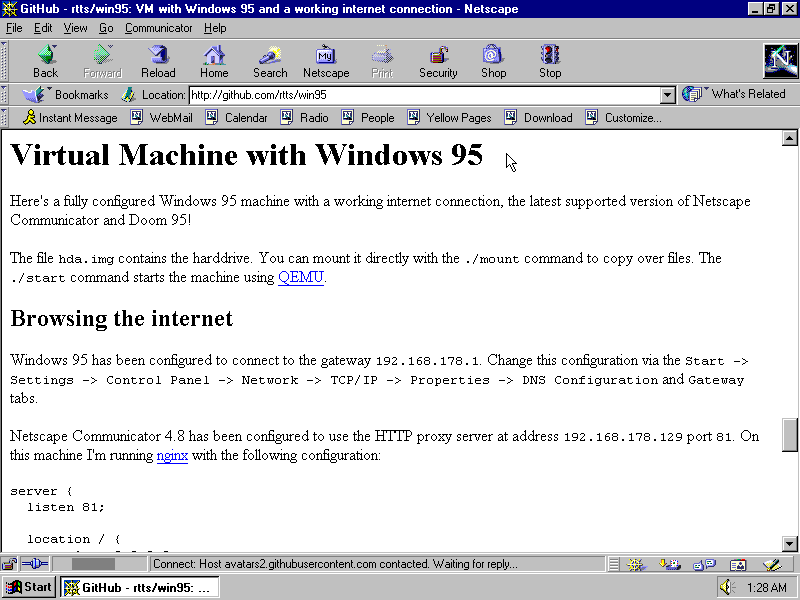 GitHub - rtts/win95: VM with Windows 95 and a working internet connection - Netscape
File Edit View Go Communicator Help
Back Forward Reload Home Search Netscape Print Security Shop Stop
My
N
Bookmarks Location: http://github.com/rtts/win95 What's Related
Instant Message WebMail Calendar Radio People Yellow Pages Download Customize...
Virtual Machine with Windows 95
Here's a fully configured Windows 95 machine with a working internet connection, the latest supported version of Netscape
Communicator and Doom 95!
The file hda.img contains the harddrive. You can mount it directly with the ./mount command to copy over files. The
./start command starts the machine using QEMU.
Browsing the internet
Windows 95 has been configured to connect to the gateway 192.168.178.1. Change this configuration via the Start ->
Settings -> Control Panel -> Network -> TCP/IP -> Properties -> DNS Configuration and Gateway
tabs.
Netscape Communicator 4.8 has been configured to use the HTTP proxy server at address 192.168.178.129 port 81. On
this machine I'm running nginx with the following configuration:
server {
listen 81;
location / {
Connect: Host avatars2.githubusercontent.com contacted. Waiting for reply...
Start GitHub - rtts/win95: ... 1:28 AM